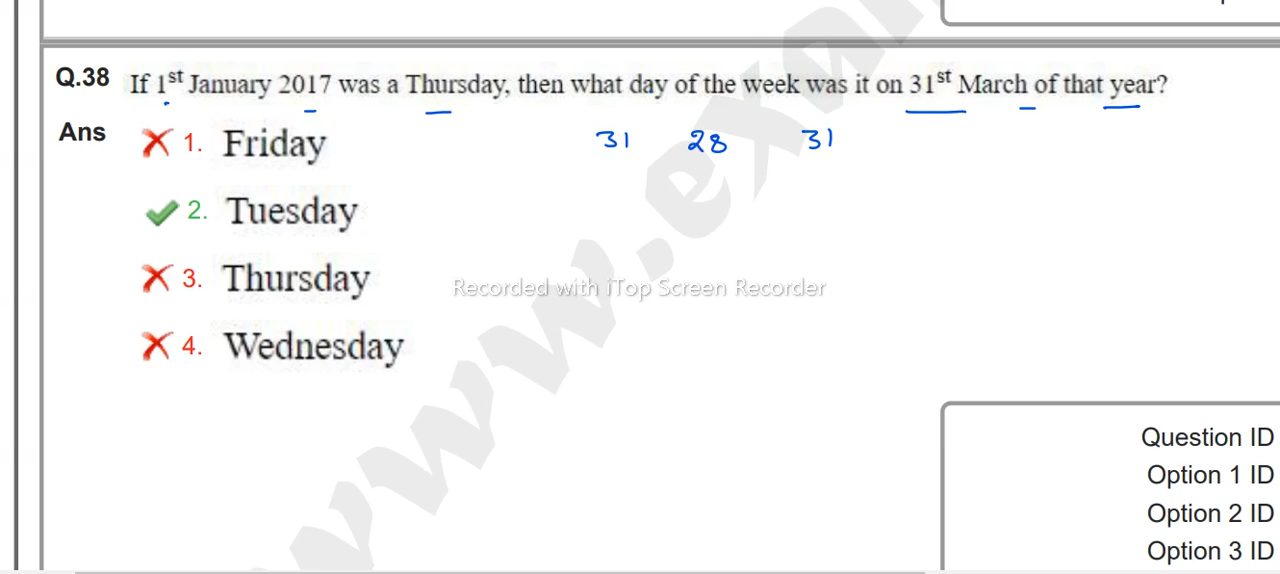 Q.38 If 1st January 2017 was a Thursday, then what day of the week was it on 31st March of that year?
Ans 1. Friday 31 28 31
2. Tuesday
3. Thursday
Recorded with iTop Screen Recorder
4. Wednesday
www.exam
Question ID
Option 1 ID
Option 2 ID
Option 3 ID